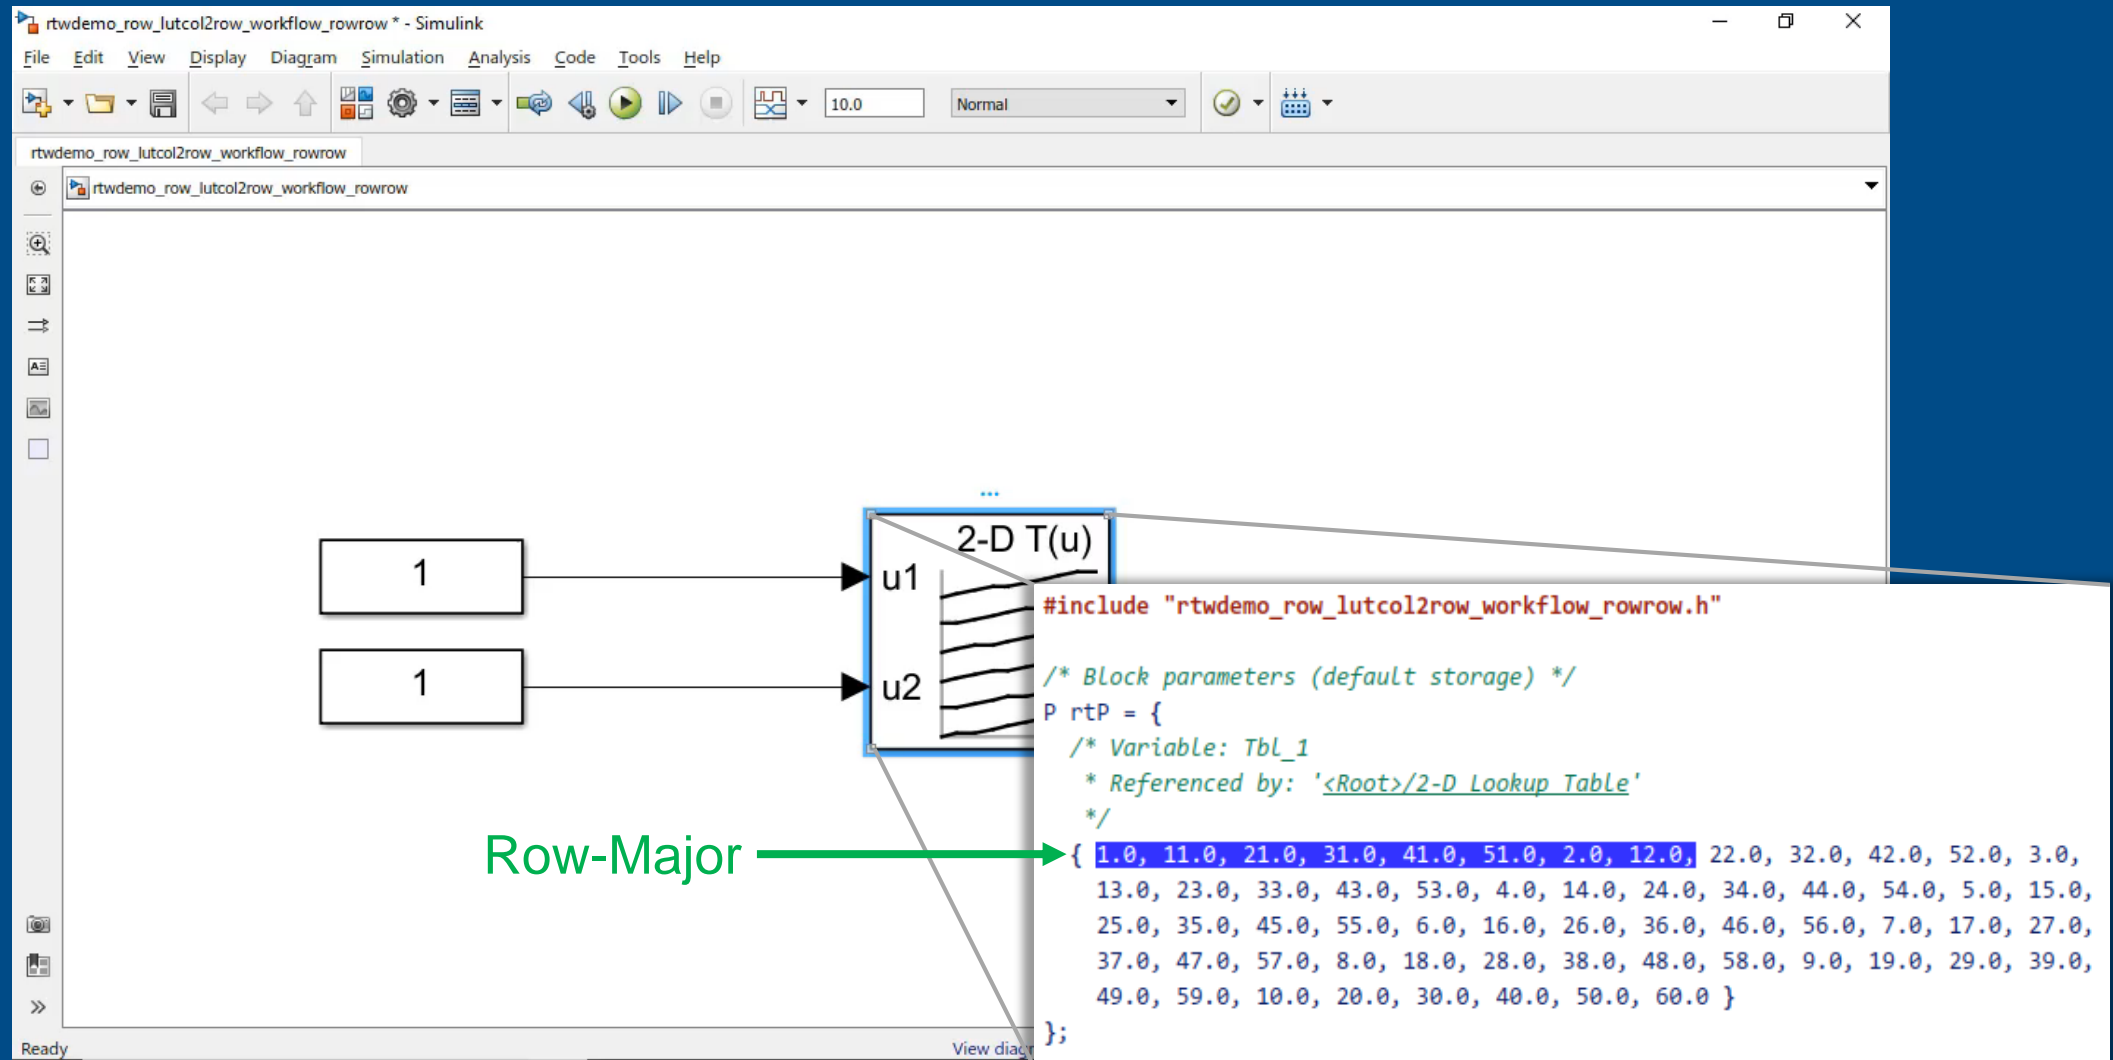 rtwdemo_row_lutcol2row_workflow_rowrow * - Simulink
File Edit View Display Diagram Simulation Analysis Code Tools Help
10.0 Normal
rtwdemo_row_lutcol2row_workflow_rowrow
rtwdemo_row_lutcol2row_workflow_rowrow
2-D T(u)
1
u1
1
u2
#include "rtwdemo_row_lutcol2row_workflow_rowrow.h"
/* Block parameters (default storage) */
P rtP = {
/* Variable: Tbl_1
* Referenced by: '<Root>/2-D Lookup Table'
*/
Row-Major
{ 1.0, 11.0, 21.0, 31.0, 41.0, 51.0, 2.0, 12.0, 22.0, 32.0, 42.0, 52.0, 3.0,
13.0, 23.0, 33.0, 43.0, 53.0, 4.0, 14.0, 24.0, 34.0, 44.0, 54.0, 5.0, 15.0,
25.0, 35.0, 45.0, 55.0, 6.0, 16.0, 26.0, 36.0, 46.0, 56.0, 7.0, 17.0, 27.0,
37.0, 47.0, 57.0, 8.0, 18.0, 28.0, 38.0, 48.0, 58.0, 9.0, 19.0, 29.0, 39.0,
49.0, 59.0, 10.0, 20.0, 30.0, 40.0, 50.0, 60.0 }
};
Ready
View